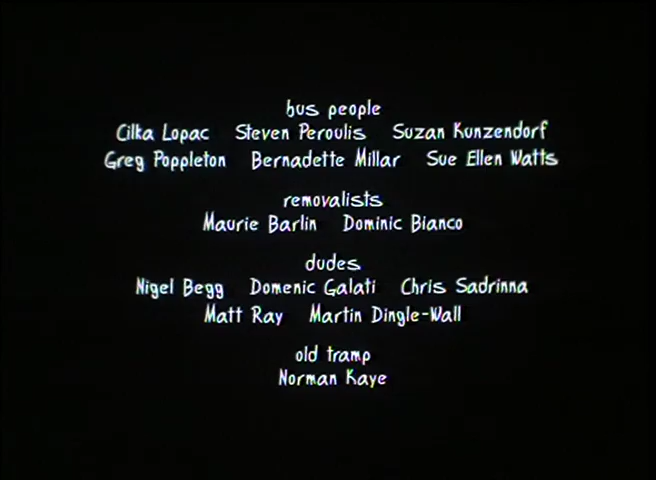 bus people
Cilka Lopac Steven Peroulis Suzan Kunzendorf
Greg Poppleton Bernadette Millar Sue Ellen Watts
removalists
Maurie Barlin Dominic Bianco
dudes
Nigel Begg Domenic Galati Chris Sadrinna
Matt Ray Martin Dingle-Wall
old tramp
Norman Kaye